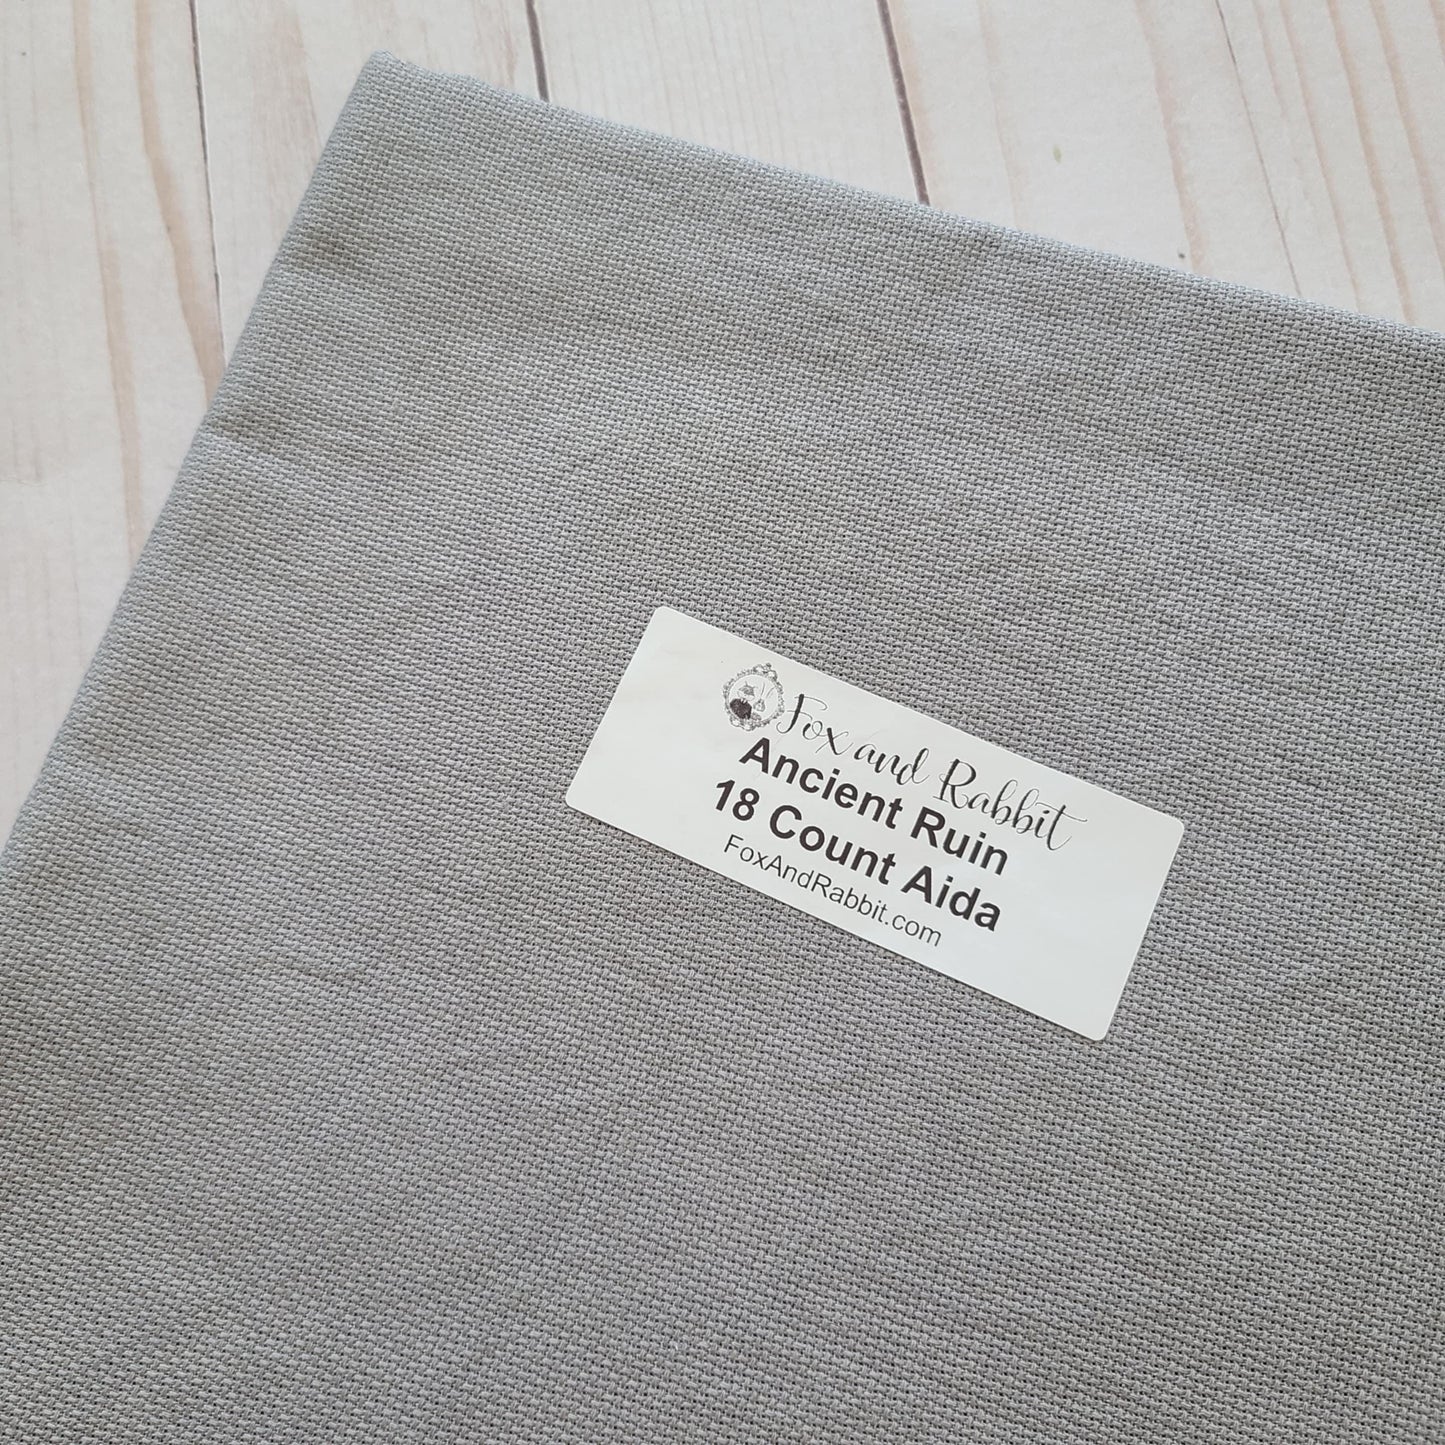 Fox and Rabbit
Ancient Ruin
18 Count Aida
FoxAndRabbit.com